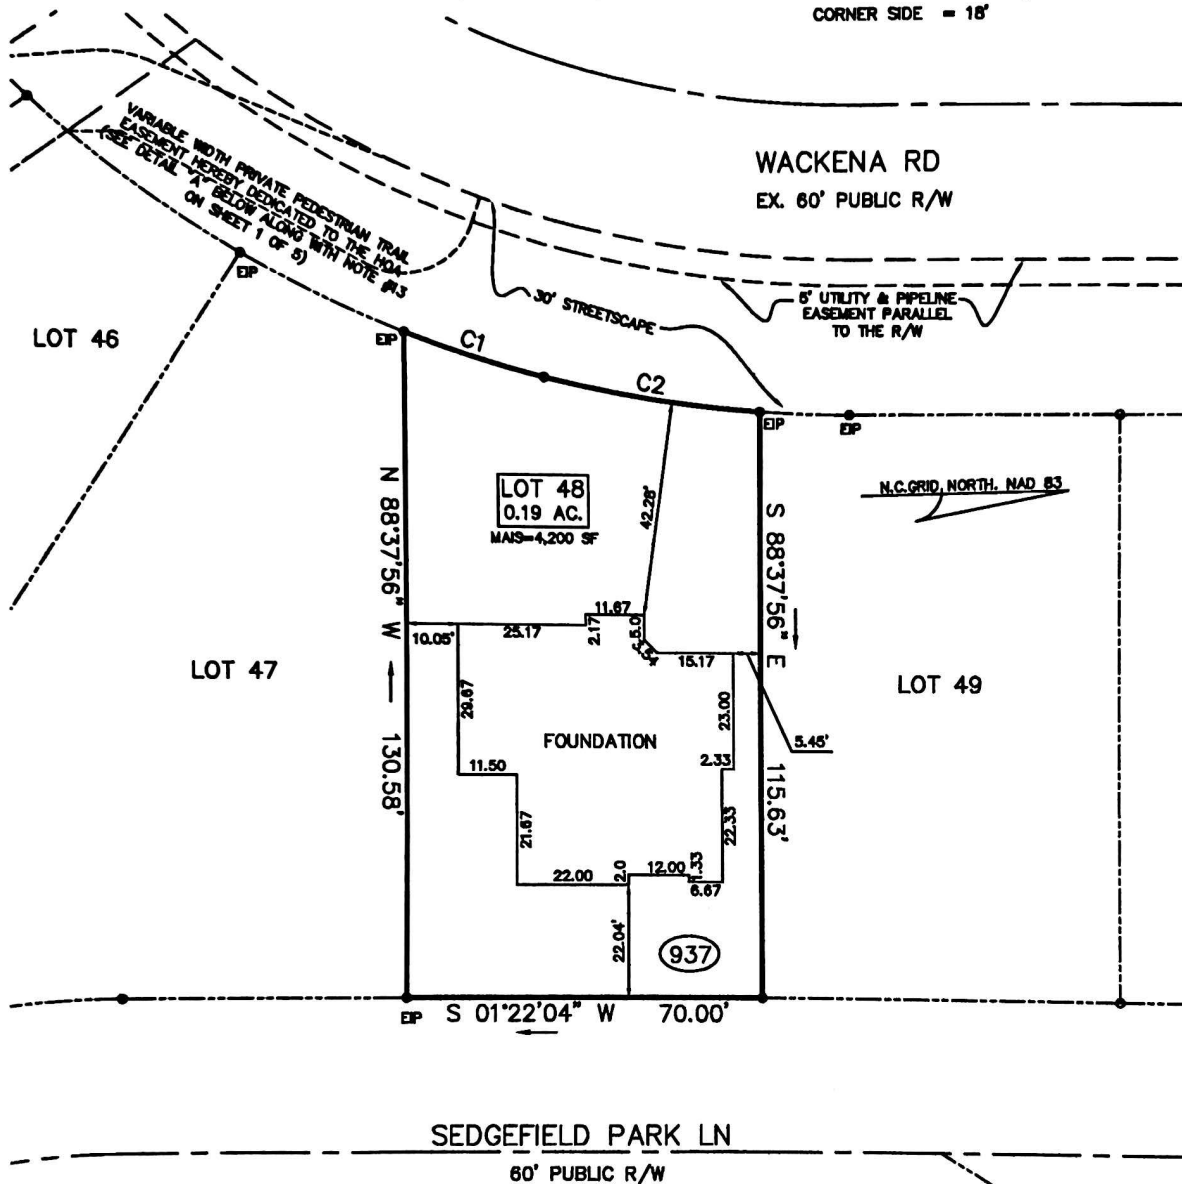 CORNER SIDE = 18'
WACKENA RD
EX. 60' PUBLIC R/W
VARIABLE WIDTH PRIVATE PEDESTRIAN TRAIL
EASEMENT HEREBY DEDICATED TO THE HOA
(SEE DETAIL "A" BELOW ALONG WITH NOTE #13
ON SHEET 1 OF 5)
EIP
30' STREETSCAPE
5' UTILITY & PIPELINE
EASEMENT PARALLEL
TO THE R/W
LOT 46
EIP
C1
C2
EIP
EIP
N.C.GRID NORTH. NAD 83
LOT 48
0.19 AC.
MAIS=4,200 SF
42.28'
N 88°37'56" W
130.58'
S 88°37'56" E
115.63'
11.67
10.05'
25.17
2.17
5.0
3.54
15.17
LOT 47
LOT 49
29.67
23.00
FOUNDATION
5.45'
11.50
2.33
21.67
22.33
22.00
2.0
12.00
1.33
6.67
22.04'
937
EIP
S 01°22'04" W 70.00'
SEDGEFIELD PARK LN
60' PUBLIC R/W